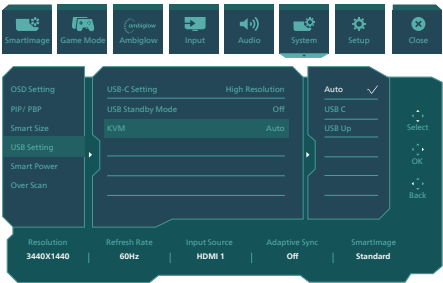 ambiglow
SmartImage Game Mode Ambiglow Input Audio System Setup Close
OSD Setting USB-C Setting High Resolution Auto
PIP/ PBP USB Standby Mode Off USB C
Smart Size KVM Auto USB Up Select
USB Setting
OK
Smart Power
Over Scan
Back
Resolution Refresh Rate Input Source Adaptive Sync SmartImage
3440X1440 | 60Hz | HDMI 1 | Off | Standard